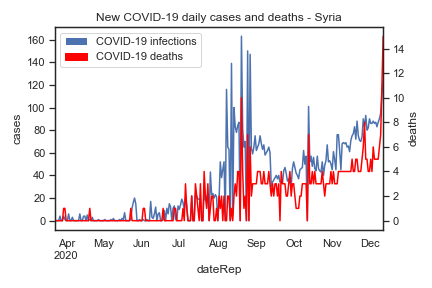 New COVID-19 daily cases and deaths - Syria
COVID-19 infections
COVID-19 deaths
160
140
120
100
80
60
40
20
0
cases
14
12
10
8
6
4
2
0
deaths
Apr May Jun Jul Aug Sep Oct Nov Dec
2020
dateRep